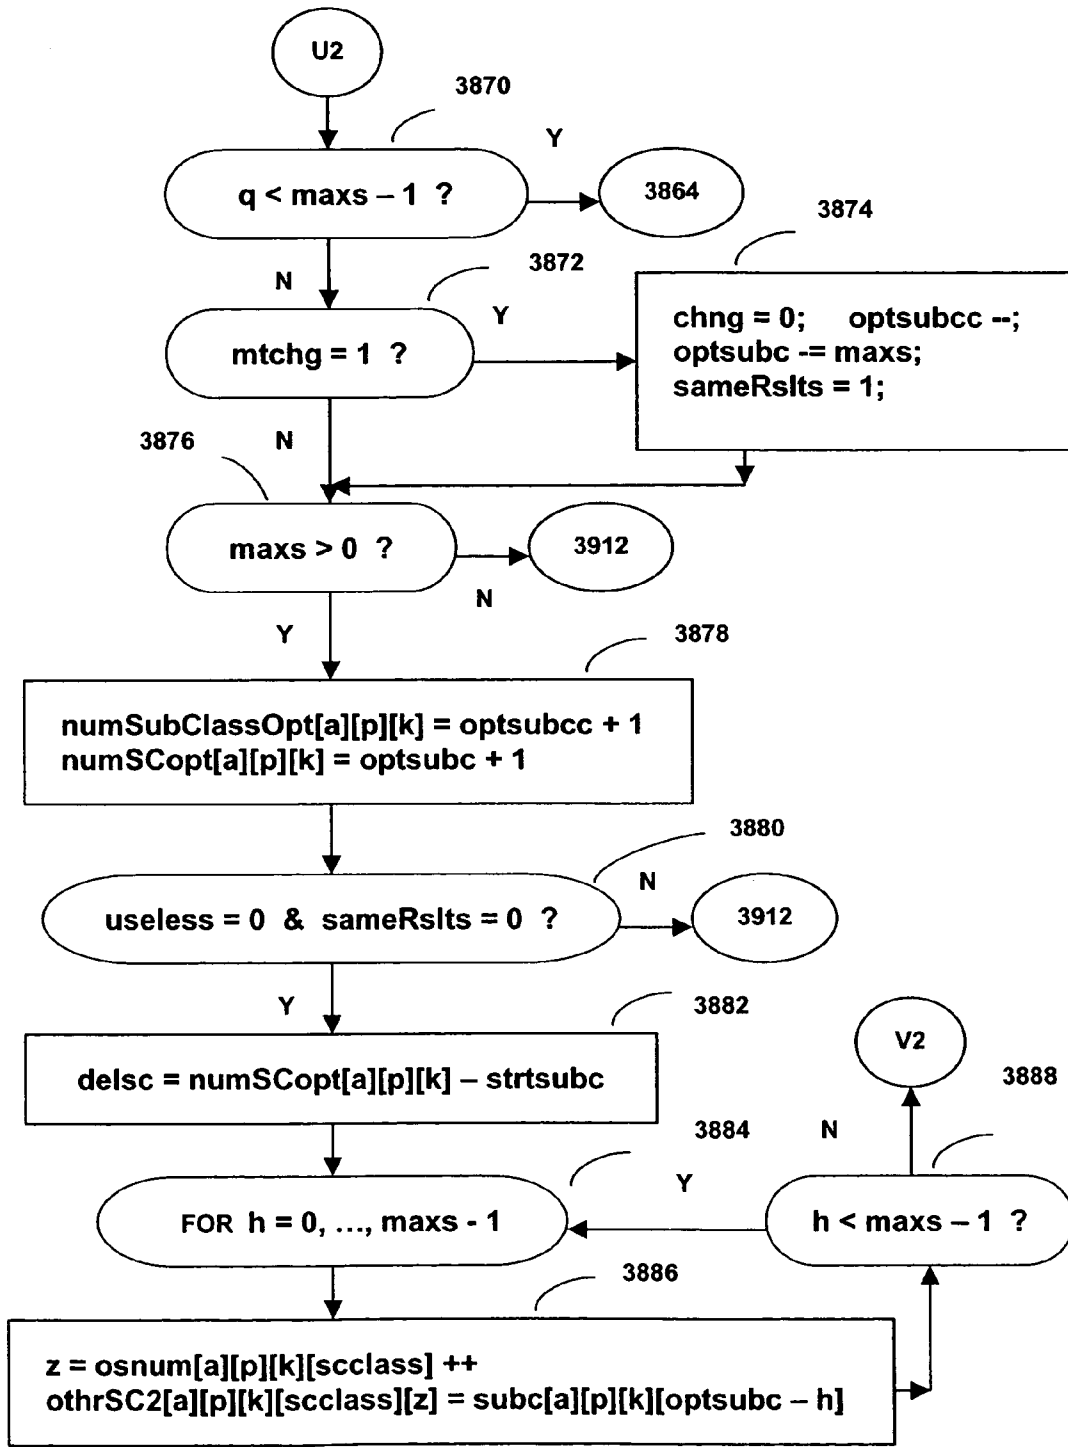 U2
3870
Y
q < maxs – 1 ?
3864
3874
N
3872
Y
mtchg = 1 ?
chng = 0; optsubcc --;
optsubc -= maxs;
sameRslts = 1;
3876
N
maxs > 0 ?
3912
N
Y
3878
numSubClassOpt[a][p][k] = optsubcc + 1
numSCopt[a][p][k] = optsubc + 1
3880
N
useless = 0 & sameRslts = 0 ?
3912
Y
3882
V2
delsc = numSCopt[a][p][k] – strtsubc
3888
3884
N
Y
FOR h = 0, …, maxs - 1
h < maxs – 1 ?
3886
z = osnum[a][p][k][scclass] ++
othrSC2[a][p][k][scclass][z] = subc[a][p][k][optsubc – h]